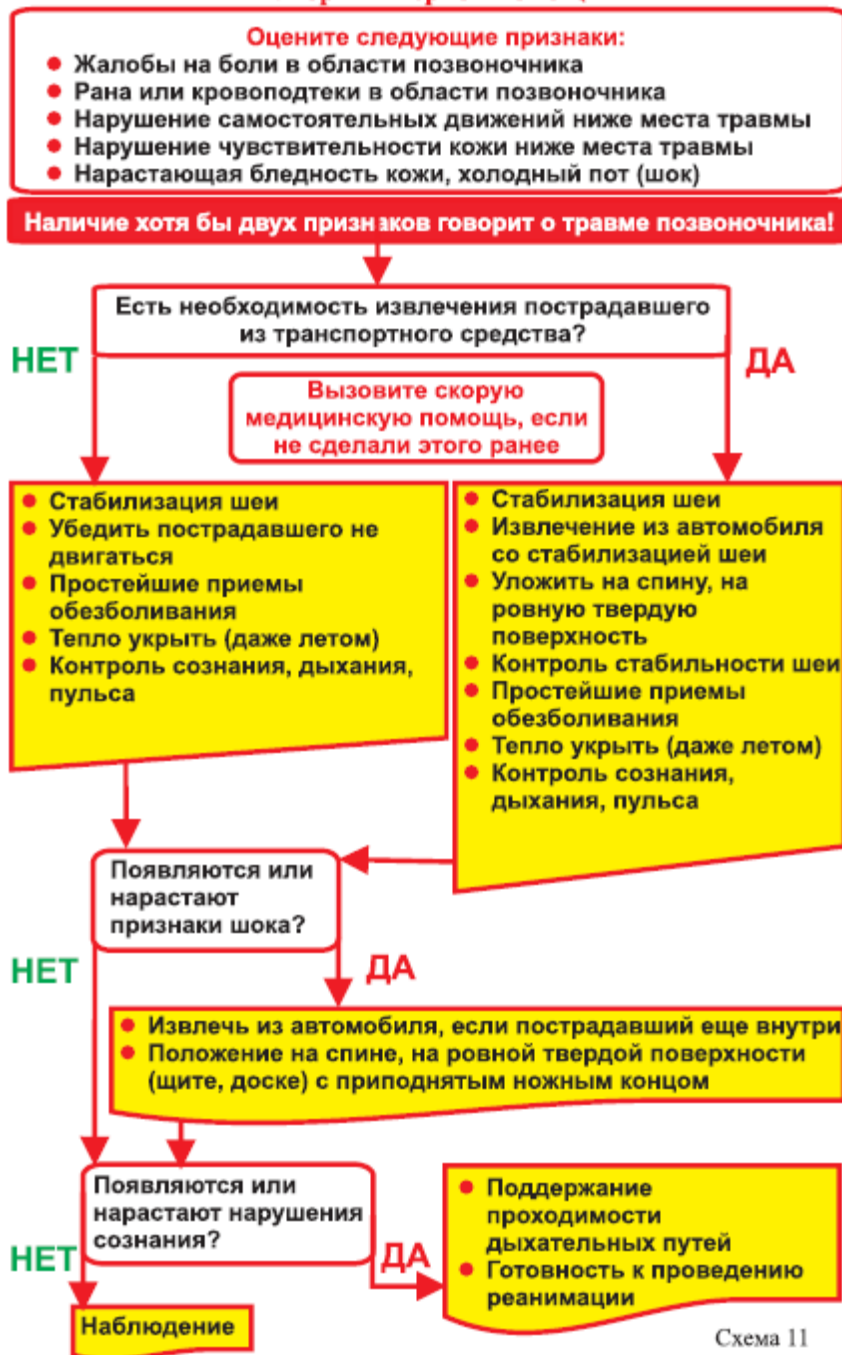 Оцените следующие признаки:
● Жалобы на боли в области позвоночника
● Рана или кровоподтеки в области позвоночника
● Нарушение самостоятельных движений ниже места травмы
● Нарушение чувствительности кожи ниже места травмы
● Нарастающая бледность кожи, холодный пот (шок)
Наличие хотя бы двух признаков говорит о травме позвоночника!
Есть необходимость извлечения пострадавшего
из транспортного средства?
НЕТ
ДА
Вызовите скорую
медицинскую помощь, если
не сделали этого ранее
● Стабилизация шеи
● Убедить пострадавшего не
двигаться
● Простейшие приемы
обезболивания
● Тепло укрыть (даже летом)
● Контроль сознания, дыхания,
пульса
● Стабилизация шеи
● Извлечение из автомобиля
со стабилизацией шеи
● Уложить на спину, на
ровную твердую
поверхность
● Контроль стабильности шеи
● Простейшие приемы
обезболивания
● Тепло укрыть (даже летом)
● Контроль сознания,
дыхания, пульса
Появляются или
нарастают
признаки шока?
НЕТ
ДА
● Извлечь из автомобиля, если пострадавший еще внутри
● Положение на спине, на ровной твердой поверхности
(щите, доске) с приподнятым ножным концом
Появляются или
нарастают нарушения
сознания?
НЕТ
ДА
● Поддержание
проходимости
дыхательных путей
● Готовность к проведению
реанимации
Наблюдение
Схема 11